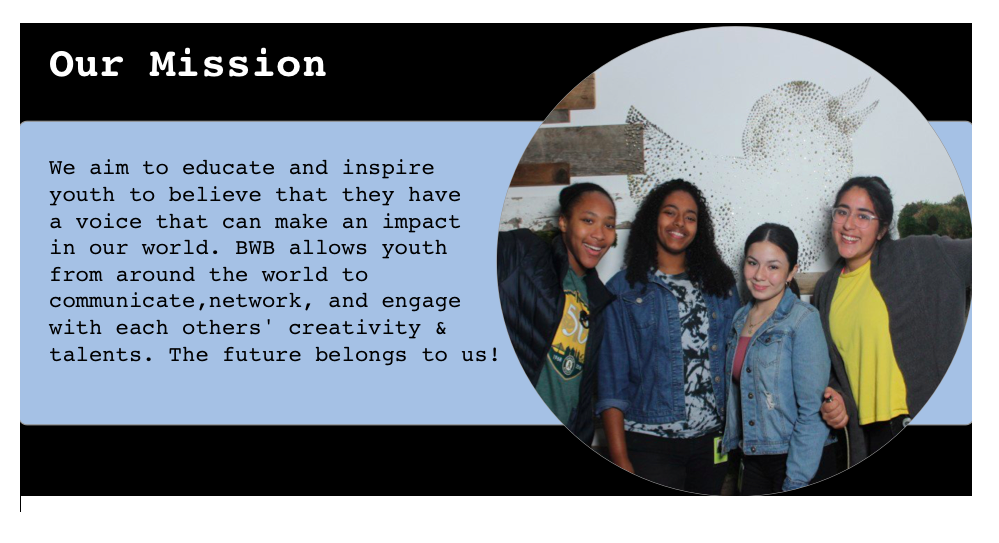 Our Mission
We aim to educate and inspire
youth to believe that they have
a voice that can make an impact
in our world. BWB allows youth
from around the world to
communicate,network, and engage
with each others' creativity &
talents. The future belongs to us!